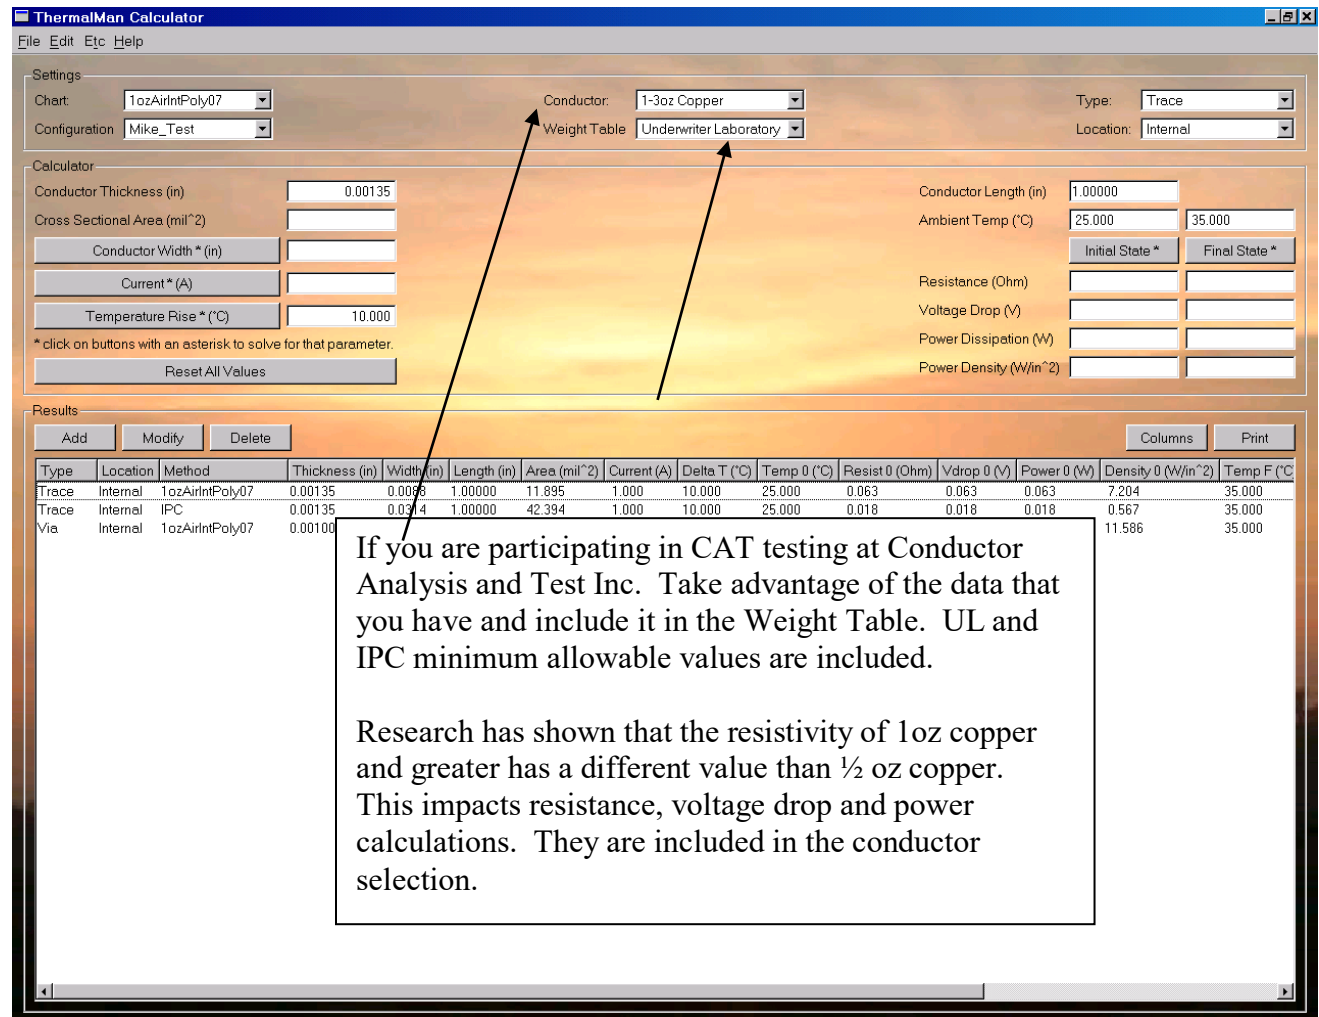 ThermalMan Calculator
File Edit Etc Help
Settings
Chart: 1ozAirIntPoly07 Conductor: 1-3oz Copper Type: Trace
Configuration Mike_Test Weight Table Underwriter Laboratory Location: Internal
Calculator
Conductor Thickness (in) 0.00135 Conductor Length (in) 1.00000
Cross Sectional Area (mil^2) Ambient Temp (°C) 25.000 35.000
Conductor Width * (in) Initial State * Final State *
Current * (A) Resistance (Ohm)
Temperature Rise * (°C) 10.000 Voltage Drop (V)
* click on buttons with an asterisk to solve for that parameter. Power Dissipation (W)
Reset All Values Power Density (W/in^2)
Results
Add Modify Delete Columns Print
Type Location Method Thickness (in) Width (in) Length (in) Area (mil^2) Current (A) Delta T (°C) Temp 0 (°C) Resist 0 (Ohm) Vdrop 0 (V) Power 0 (W) Density 0 (W/in^2) Temp F (°C
Trace Internal 1ozAirIntPoly07 0.00135 0.0088 1.00000 11.895 1.000 10.000 25.000 0.063 0.063 0.063 7.204 35.000
Trace Internal IPC 0.00135 0.0314 1.00000 42.394 1.000 10.000 25.000 0.018 0.018 0.018 0.567 35.000
Via Internal 1ozAirIntPoly07 0.00100 11.586 35.000
If you are participating in CAT testing at Conductor
Analysis and Test Inc. Take advantage of the data that
you have and include it in the Weight Table. UL and
IPC minimum allowable values are included.
Research has shown that the resistivity of 1oz copper
and greater has a different value than ½ oz copper.
This impacts resistance, voltage drop and power
calculations. They are included in the conductor
selection.